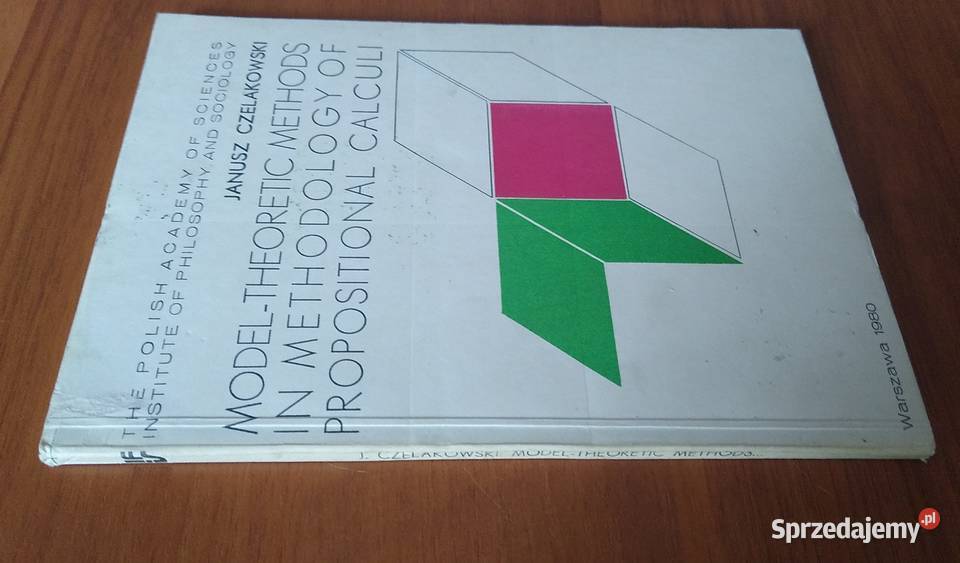 THE POLISH ACADEMY OF SCIENCES
INSTITUTE OF PHILOSOPHY AND SOCIOLOGY
JANUSZ CZELAKOWSKI
MODEL-THEORETIC METHODS
IN METHODOLOGY OF
PROPOSITIONAL CALCULI
Warszawa 1980
J. CZELAKOWSKI MODEL-THEORETIC METHODS...
Sprzedajemy.pl